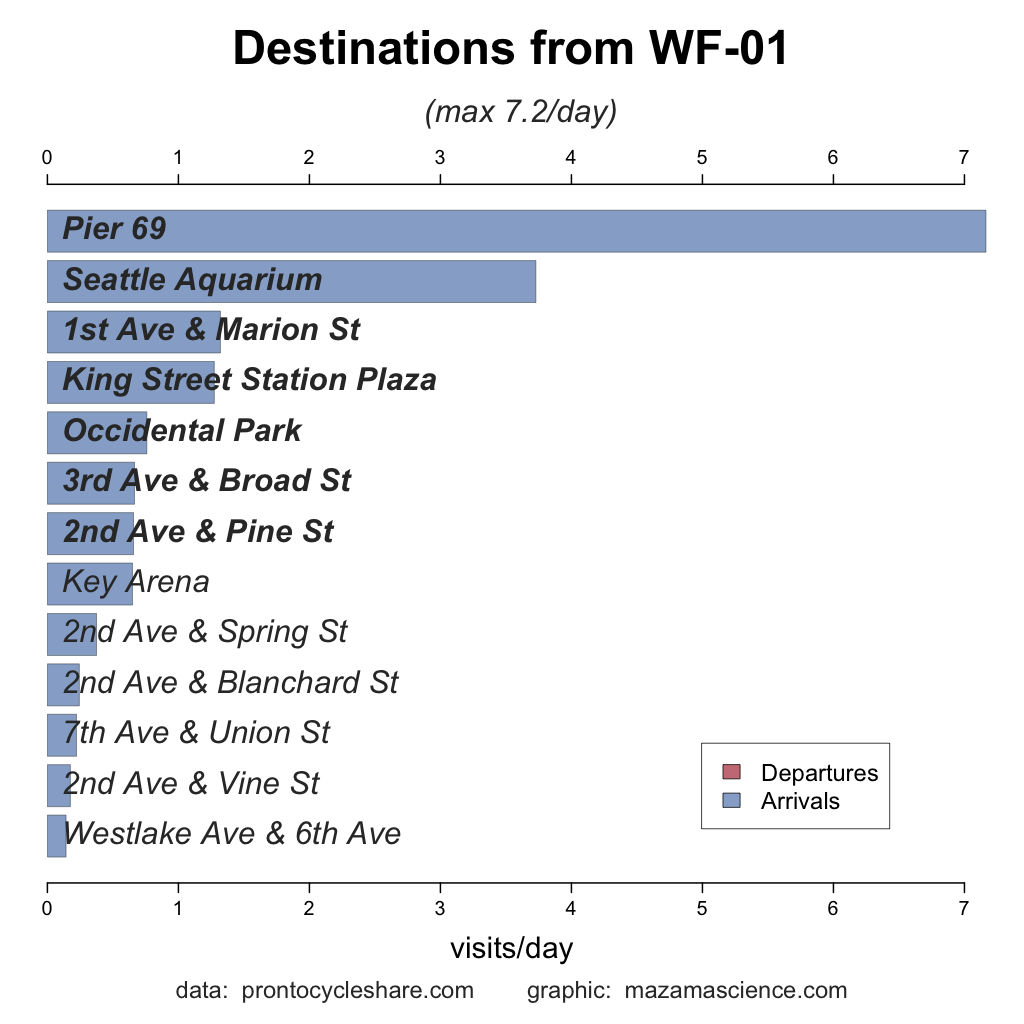 Destinations from WF-01
(max 7.2/day)
0 1 2 3 4 5 6 7
Pier 69
Seattle Aquarium
1st Ave & Marion St
King Street Station Plaza
Occidental Park
3rd Ave & Broad St
2nd Ave & Pine St
Key Arena
2nd Ave & Spring St
2nd Ave & Blanchard St
7th Ave & Union St
2nd Ave & Vine St
Westlake Ave & 6th Ave
Departures
Arrivals
0 1 2 3 4 5 6 7
visits/day
data: prontocycleshare.com graphic: mazamascience.com